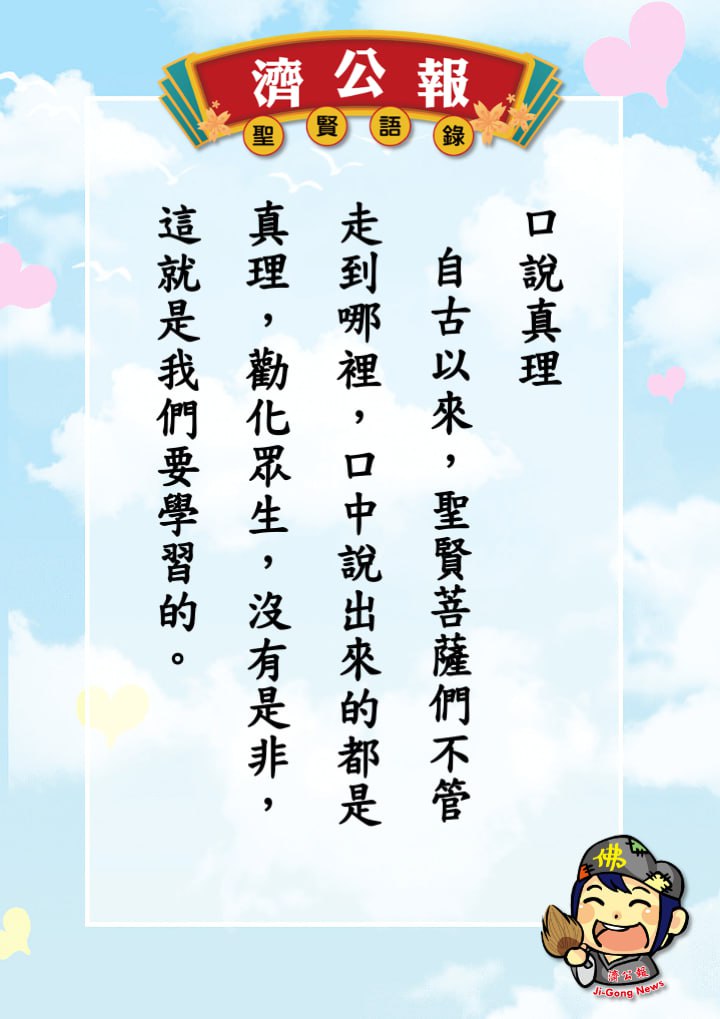 濟公報
聖賢語錄
口說真理
自古以來，聖賢菩薩們不管
走到哪裡，口中說出來的都是
真理，勸化眾生，沒有是非，
這就是我們要學習的。
佛
濟公報
Ji-Gong News